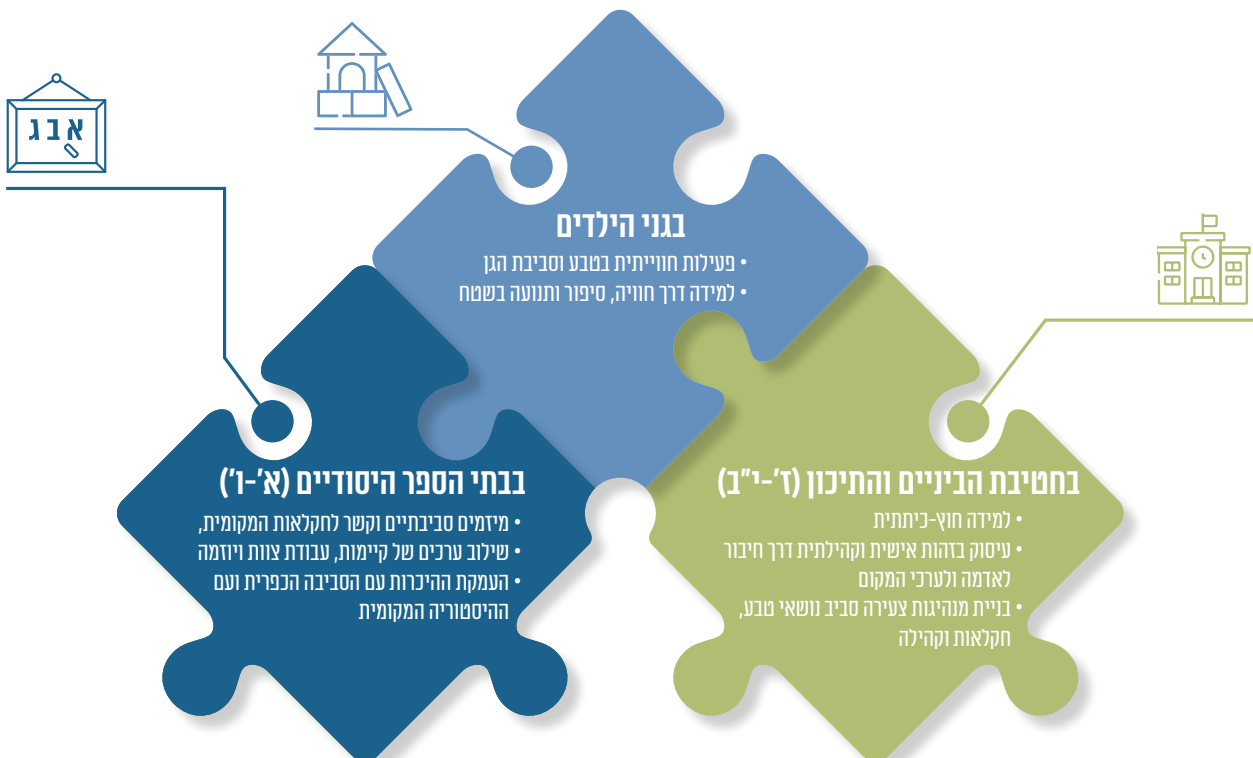 אבג
בגני הילדים
• פעילות חווייתית בטבע וסביבת הגן
• למידה דרך חוויה, סיפור ותנועה בשטח
בבתי הספר היסודיים (א'-ו')
• מיזמים סביבתיים וקשר לחקלאות המקומית,
• שילוב ערכים של קיימות, עבודת צוות ויוזמה
• העמקת ההיכרות עם הסביבה הכפרית ועם
ההיסטוריה המקומית
בחטיבת הביניים והתיכון (ז'-י"ב)
• למידה חוץ-כיתתית
• עיסוק בזהות אישית וקהילתית דרך חיבור
לאדמה ולערכי המקום
• בניית מנהיגות צעירה סביב נושאי טבע,
חקלאות וקהילה